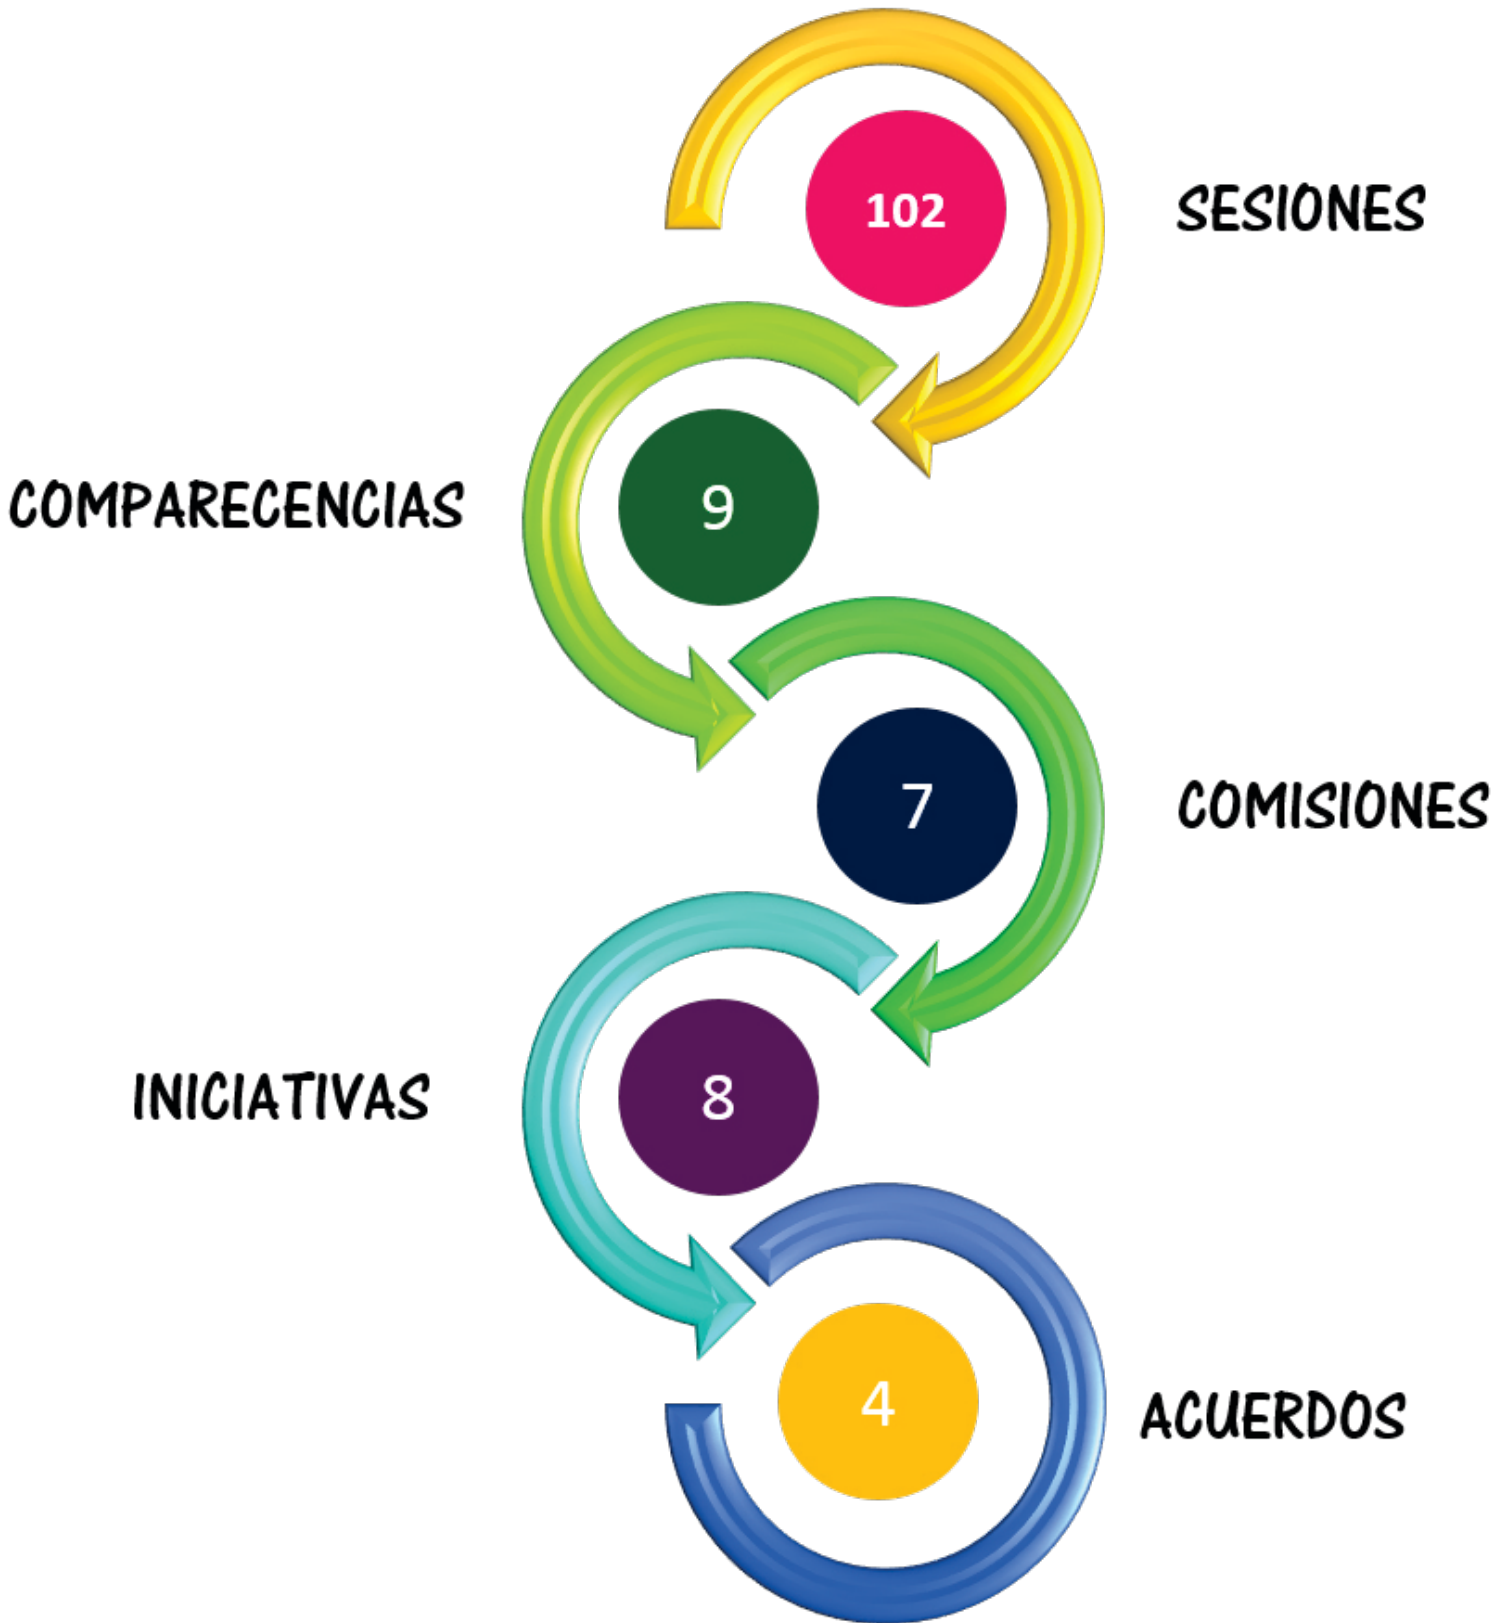 102
SESIONES
COMPARECENCIAS
9
7
COMISIONES
INICIATIVAS
8
4
ACUERDOS